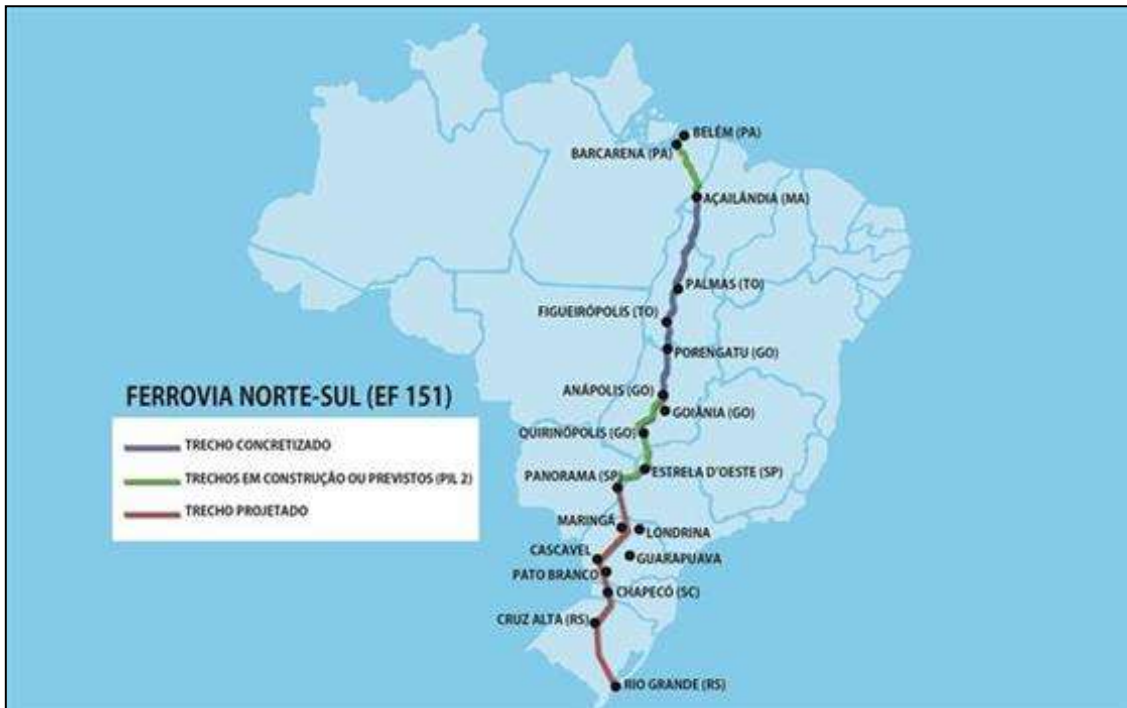 BELÉM (PA)
BARCARENA (PA)
AÇAILÂNDIA (MA)
PALMAS (TO)
FIGUEIRÓPOLIS (TO)
PORENGATU (GO)
ANÁPOLIS (GO)
GOIÂNIA (GO)
QUIRINÓPOLIS (GO)
ESTRELA D'OESTE (SP)
PANORAMA (SP)
MARINGÁ
LONDRINA
CASCAVEL
GUARAPUAVA
PATO BRANCO
CHAPECÓ (SC)
CRUZ ALTA (RS)
RIO GRANDE (RS)
FERROVIA NORTE-SUL (EF 151)
TRECHO CONCRETIZADO
TRECHOS EM CONSTRUÇÃO OU PREVISTOS (PIL 2)
TRECHO PROJETADO